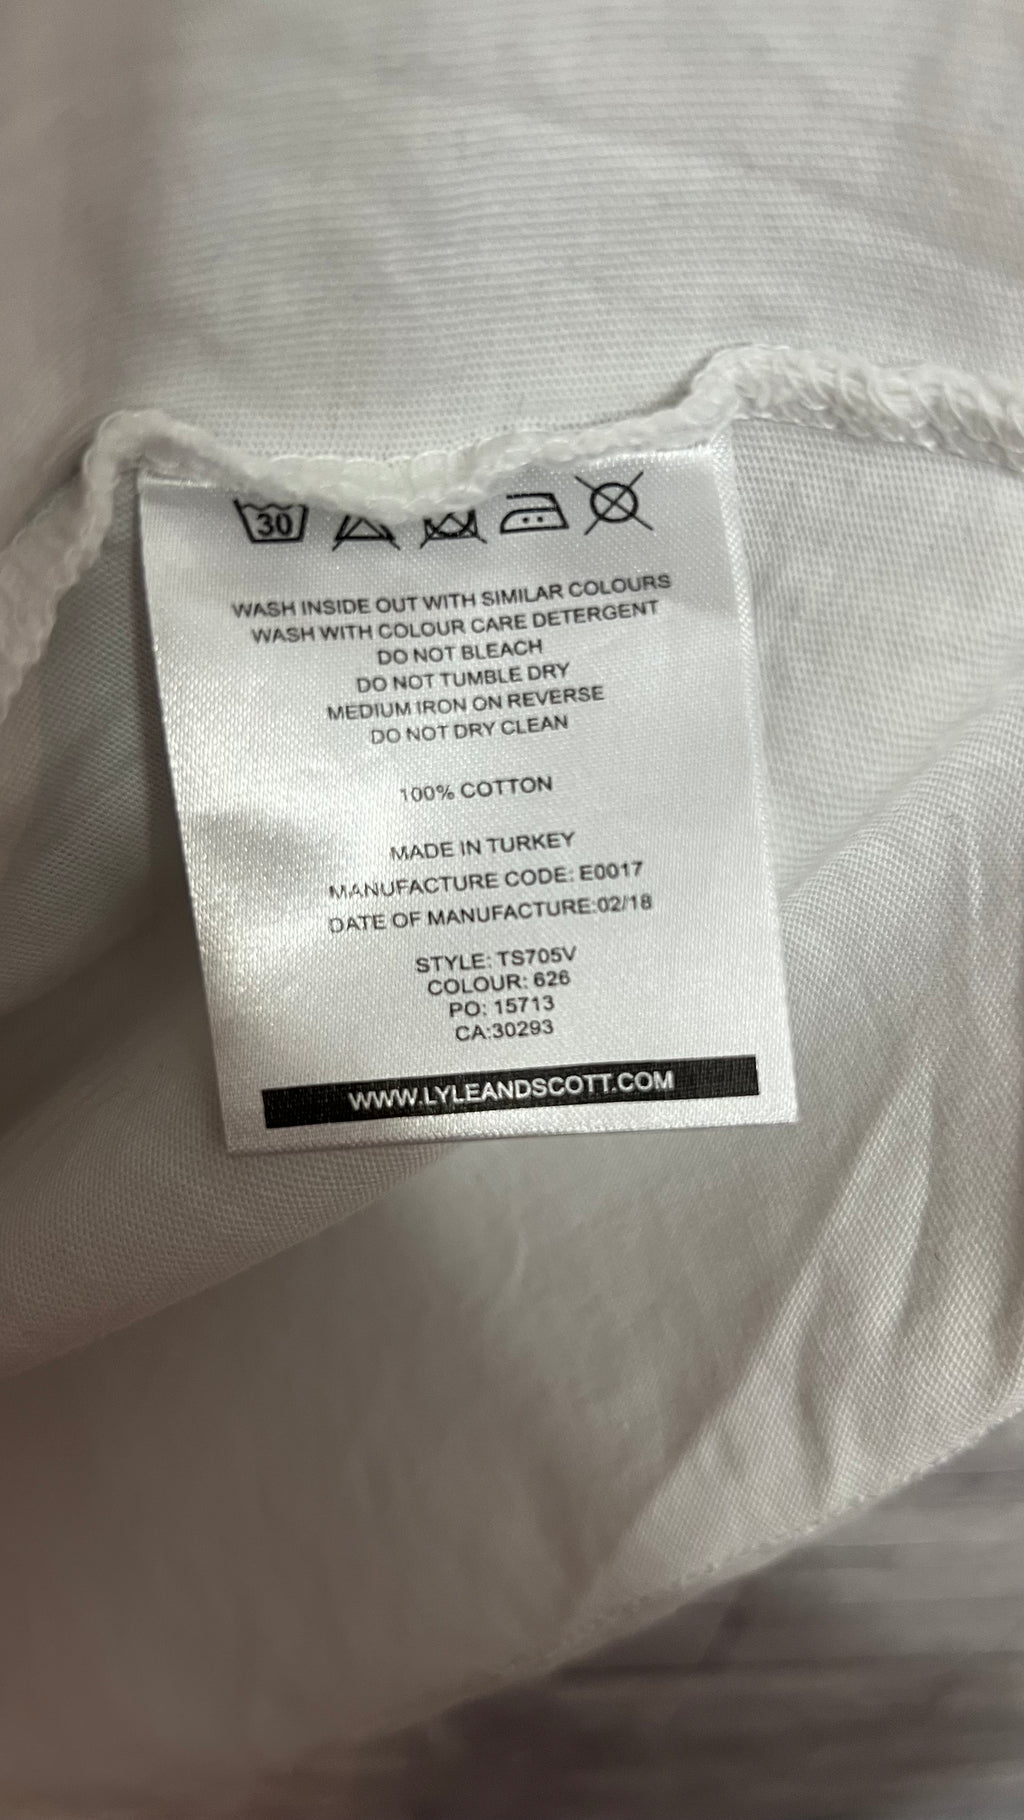 30
WASH INSIDE OUT WITH SIMILAR COLOURS
WASH WITH COLOUR CARE DETERGENT
DO NOT BLEACH
DO NOT TUMBLE DRY
MEDIUM IRON ON REVERSE
DO NOT DRY CLEAN
100% COTTON
MADE IN TURKEY
MANUFACTURE CODE: E0017
DATE OF MANUFACTURE:02/18
STYLE: TS705V
COLOUR: 626
PO: 15713
CA:30293
WWW.LYLEANDSCOTT.COM